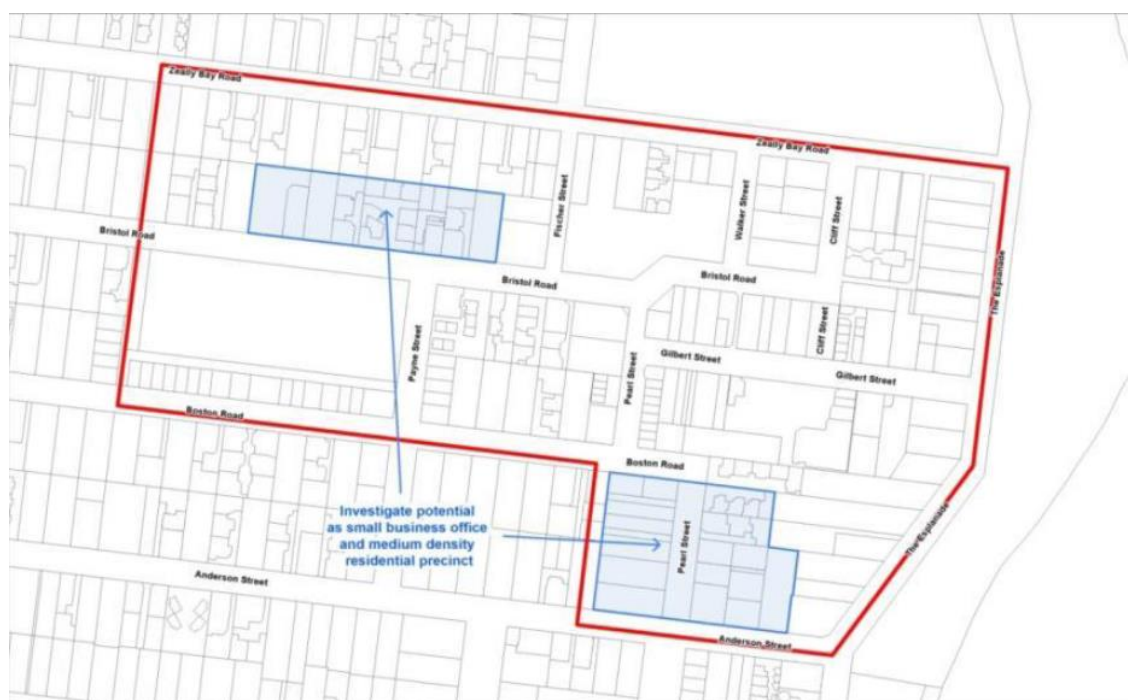 Zeally Bay Road
Zeally Bay Road
Fischer Street
Walker Street
Cliff Street
Bristol Road
Bristol Road
Bristol Road
The Esplanade
Cliff Street
Payne Street
Pearl Street
Gilbert Street
Gilbert Street
Boston Road
Boston Road
Investigate potential
as small business office
and medium density
residential precinct
Pearl Street
The Esplanade
Anderson Street
Anderson Street